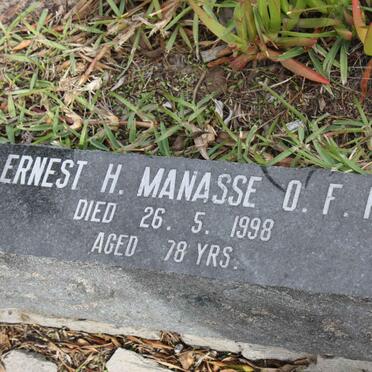 ERNEST H. MANASSE O. F.
DIED 26. 5. 1998
AGED 78 YRS.